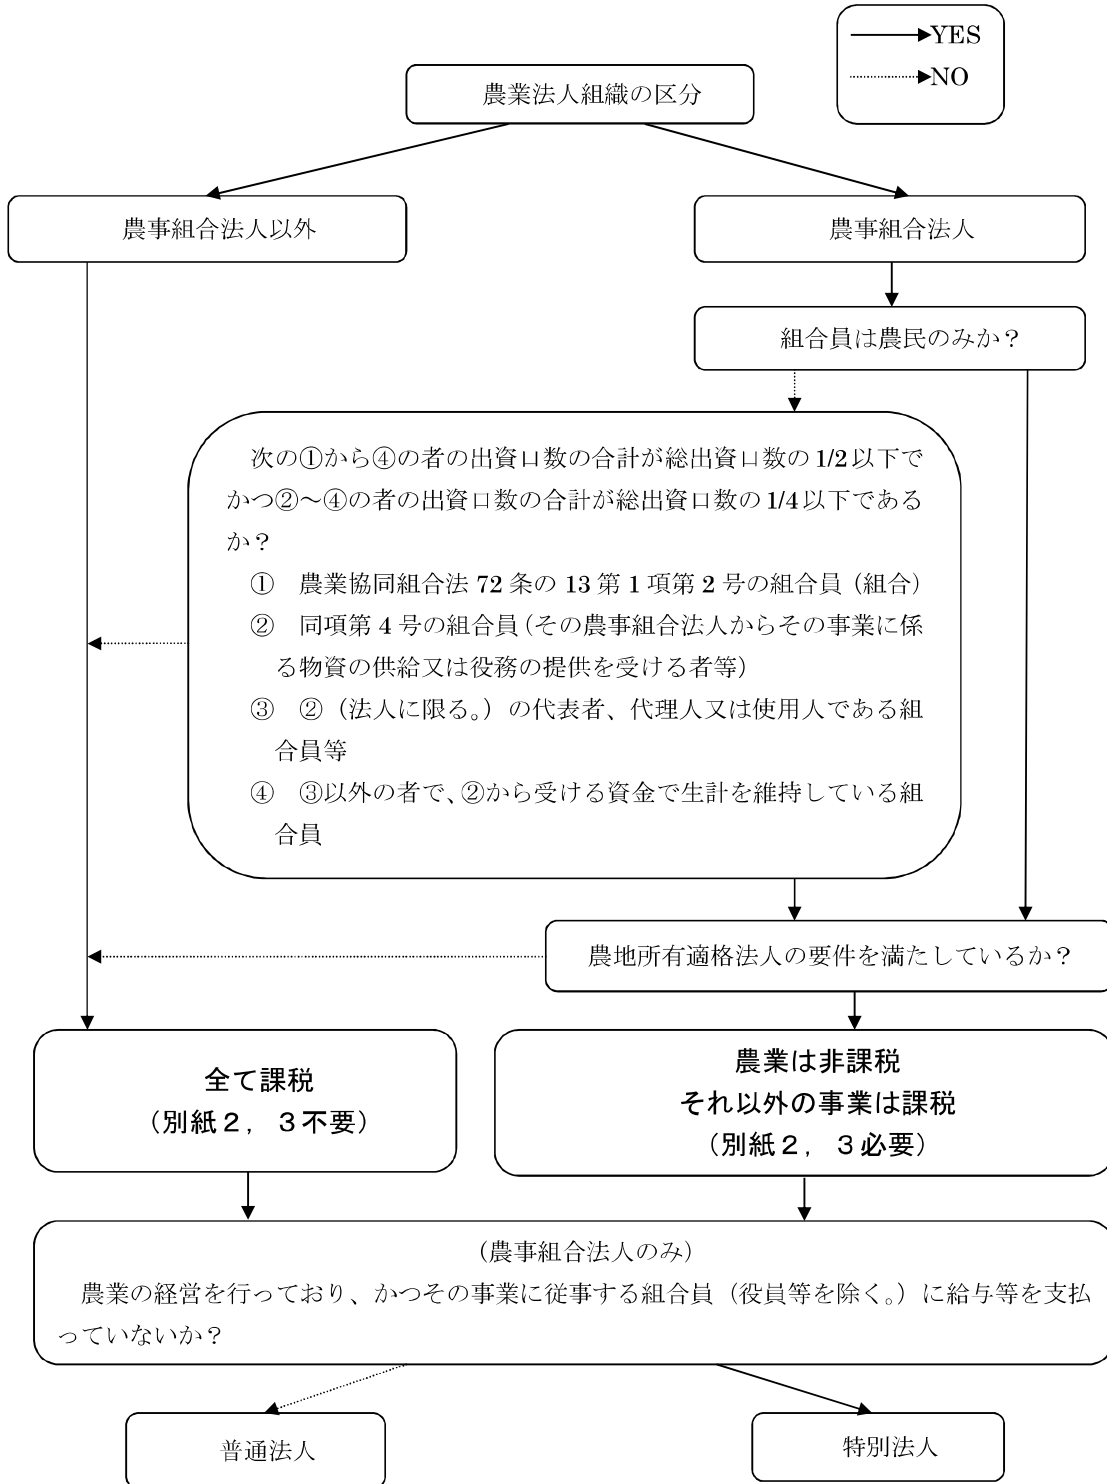 YES
NO
農業法人組織の区分
農事組合法人以外
農事組合法人
組合員は農民のみか？
次の①から④の者の出資口数の合計が総出資口数の1/2以下で
かつ②～④の者の出資口数の合計が総出資口数の1/4以下である
か？
①　農業協同組合法 72 条の 13 第 1 項第 2 号の組合員（組合）
②　同項第 4 号の組合員（その農事組合法人からその事業に係
る物資の供給又は役務の提供を受ける者等）
③　②（法人に限る。）の代表者、代理人又は使用人である組
合員等
④　③以外の者で、②から受ける資金で生計を維持している組
合員
農地所有適格法人の要件を満たしているか？
全て課税
（別紙２，３不要）
農業は非課税
それ以外の事業は課税
（別紙２，３必要）
（農事組合法人のみ）
農業の経営を行っており、かつその事業に従事する組合員（役員等を除く。）に給与等を支払
っていないか？
普通法人
特別法人